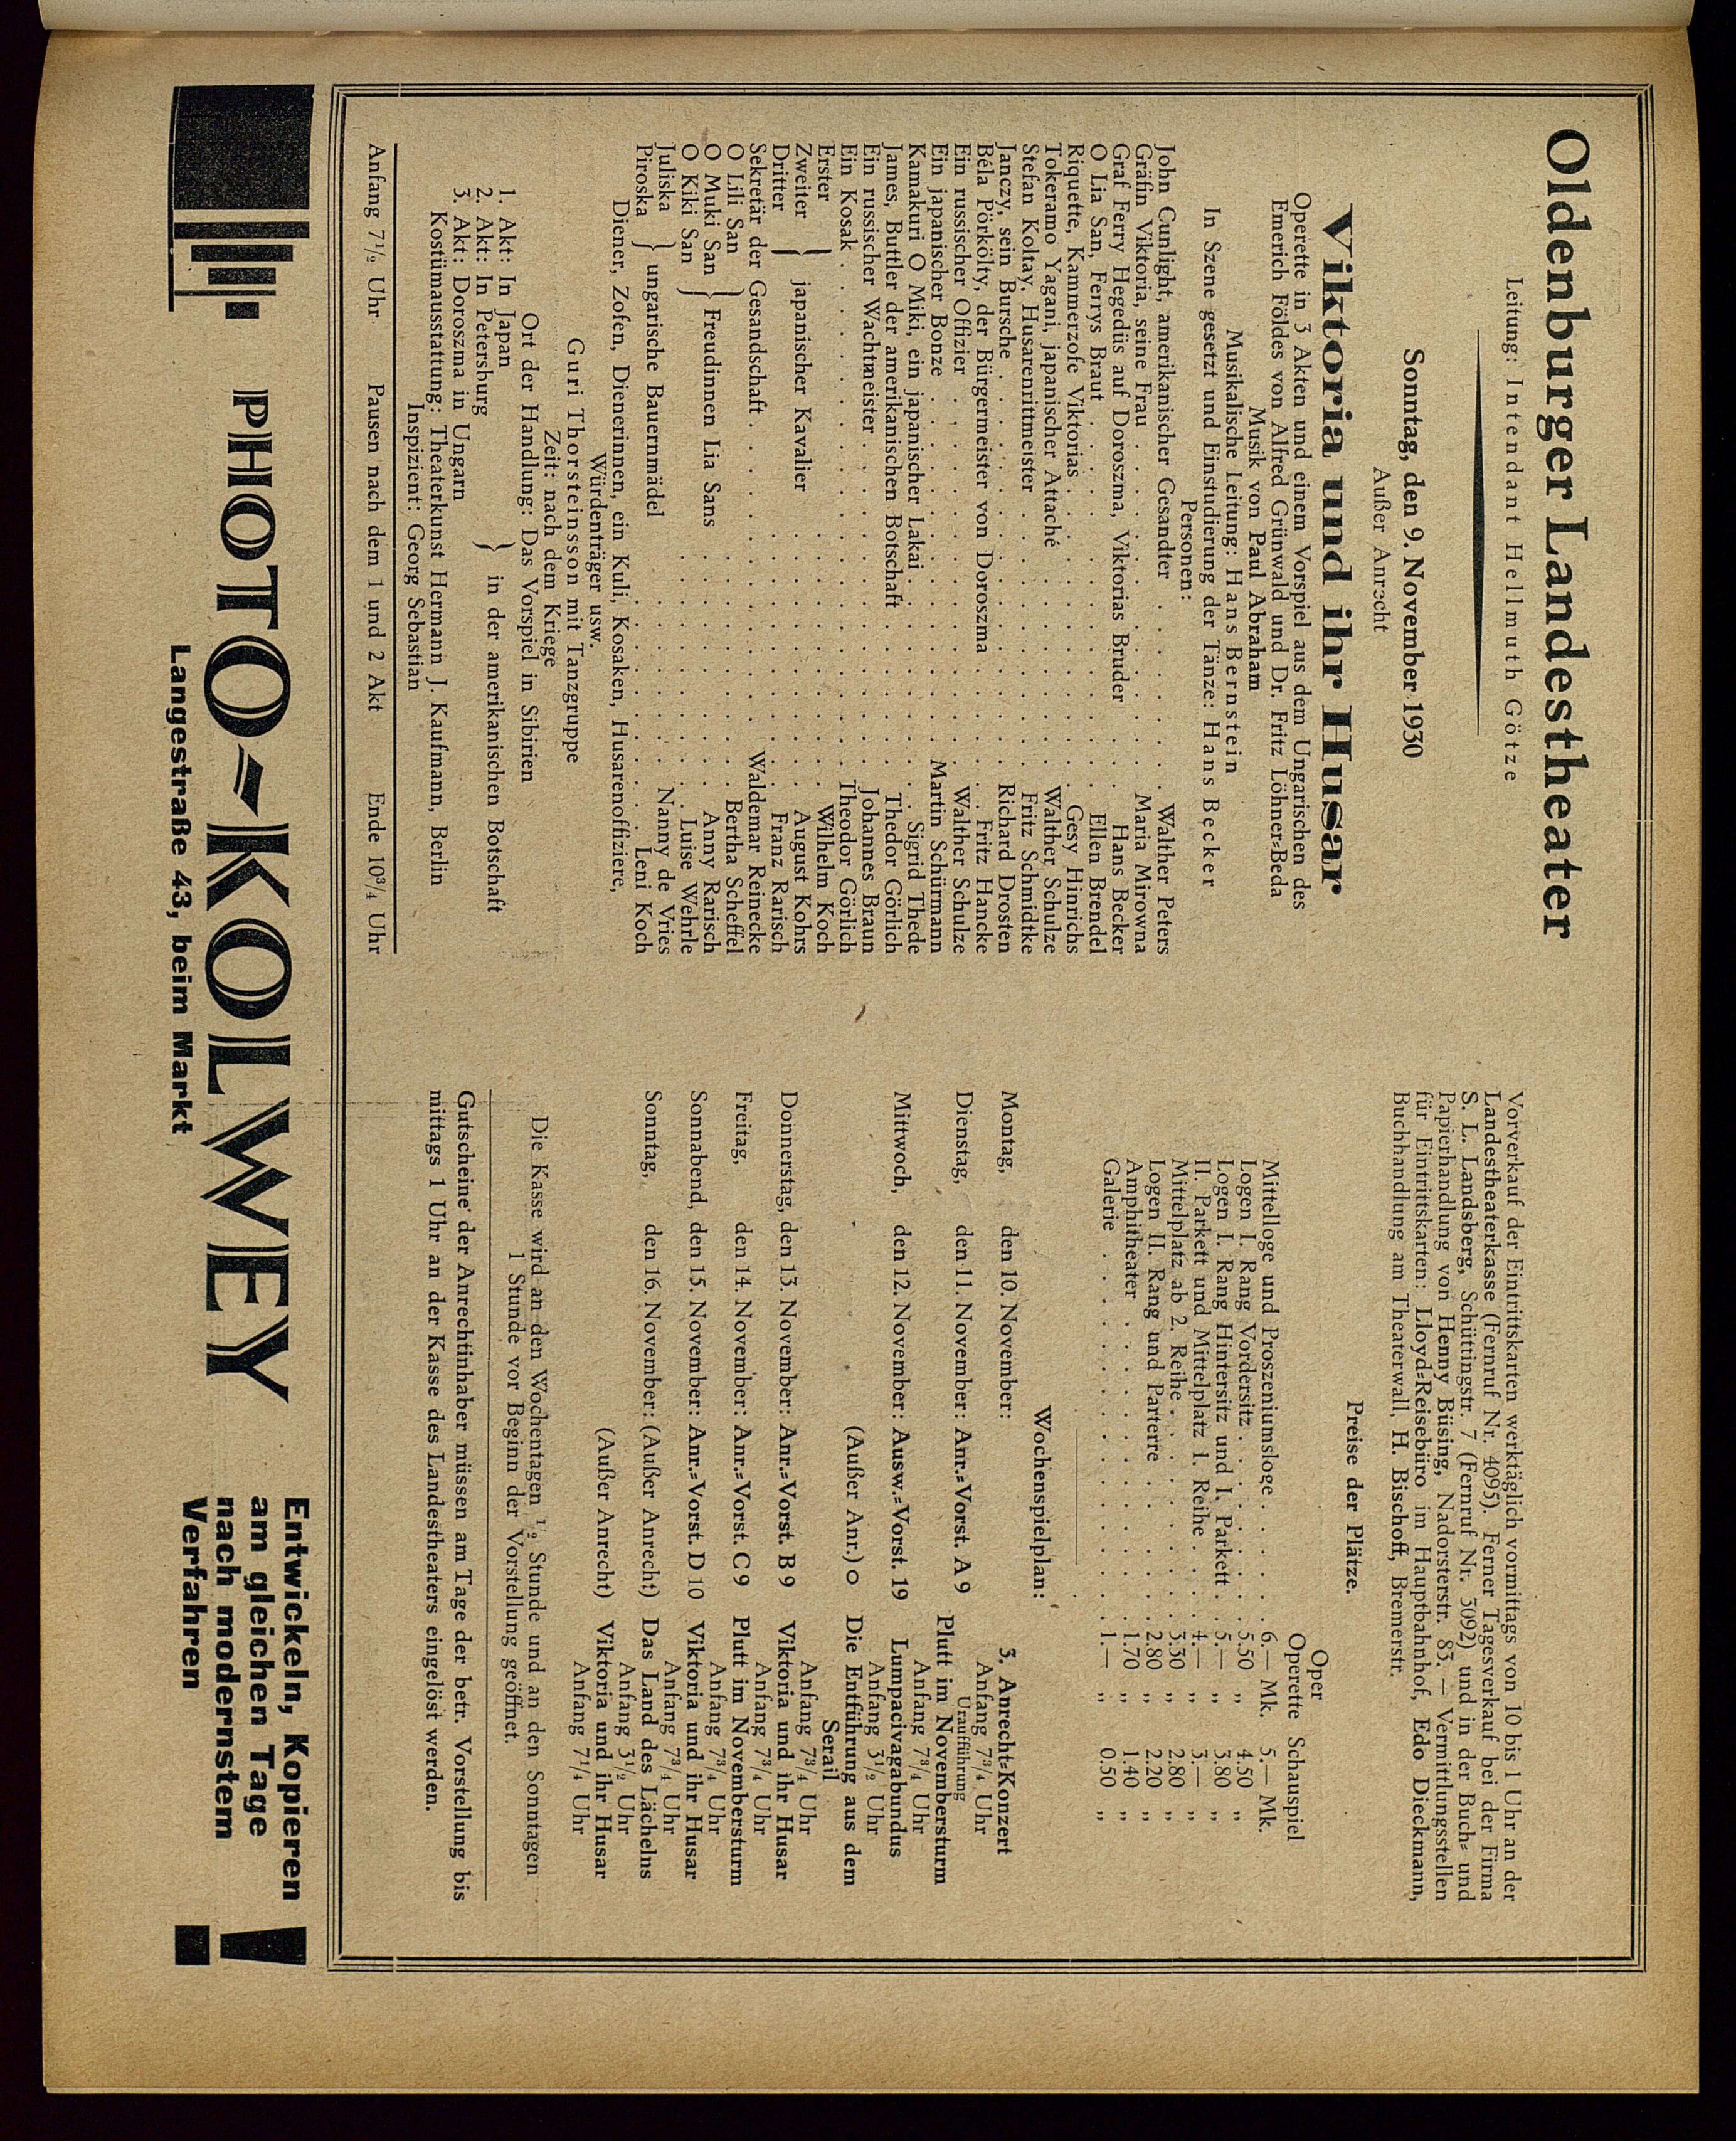 Oldenburger Landestheater
Leitung: Intendant Hellmuth Götze
Sonntag, den 9. November 1930
Außer Anrecht
Viktoria und ihr Husar
Operette in 3 Akten und einem Vorspiel aus dem Ungarischen des
Emerich Földes von Alfred Grünwald und Dr. Fritz Löhner-Beda
Musik von Paul Abraham
Musikalische Leitung: Hans Bernstein
In Szene gesetzt und Einstudierung der Tänze: Hans Becker
Personen:
John Cunlight, amerikanischer Gesandter . . . . . . Walther Peters
Gräfin Viktoria, seine Frau . . . . . . Maria Mirowna
Graf Ferry Hegedüs auf Doroszma, Viktorias Bruder . . Hans Becker
O Lia San, Ferrys Braut . . . . . . Ellen Brendel
Riquette, Kammerzofe Viktorias . . . . . . Gesy Hinrichs
Tokeramo Yagani, japanischer Attaché . . . . . . Walther Schulze
Stefan Koltay, Husarenrittmeister . . . . . . Fritz Schmidtke
Janczy, sein Bursche . . . . . . Richard Drosten
Béla Pörkölty, der Bürgermeister von Doroszma . . . . Fritz Hancke
Ein russischer Offizier . . . . . . Walther Schulze
Ein japanischer Bonze . . . . . . Martin Schürmann
Kamakuri O Miki, ein japanischer Lakai . . . . . . Sigrid Thede
James, Buttler der amerikanischen Botschaft . . . . Thedor Görlich
Ein russischer Wachtmeister . . . . . . Johannes Braun
Ein Kosak . . . . . . Theodor Görlich
Erster . . . . . . Wilhelm Koch
Zweiter } japanischer Kavalier . . . . . . August Kohrs
Dritter . . . . . . Franz Rarisch
Sekretär der Gesandschaft . . . . . . Waldemar Reinecke
O Lili San . . . . . . Bertha Scheffel
O Muki San } Freudinnen Lia Sans . . . . . . Anny Rarisch
O Kiki San . . . . . . Luise Wehrle
Juliska . . . . . . Nanny de Vries
Piroska } ungarische Bauernmädel . . . . . . Leni Koch
Diener, Zofen, Dienerinnen, ein Kuli, Kosaken, Husarenoffiziere,
Würdenträger usw.
Guri Thorsteinsson mit Tanzgruppe
Zeit: nach dem Kriege
Ort der Handlung: Das Vorspiel in Sibirien
1. Akt: In Japan
2. Akt: In Petersburg } in der amerikanischen Botschaft
3. Akt: Doroszma in Ungarn
Kostümausstattung: Theaterkunst Hermann J. Kaufmann, Berlin
Inspizient: Georg Sebastian
Anfang 7½ Uhr Pausen nach dem 1 und 2 Akt Ende 10¾ Uhr
Vorverkauf der Eintrittskarten werktäglich vormittags von 10 bis 1 Uhr an der
Landestheaterkasse (Fernruf Nr. 4095). Ferner Tagesverkauf bei der Firma
S. L. Landsberg, Schüttingstr. 7 (Fernruf Nr. 3092) und in der Buch- und
Papierhandlung von Henny Büsing, Nadorsterstr. 83. — Vermittlungsstellen
für Eintrittskarten: Lloyd-Reisebüro im Hauptbahnhof, Edo Dieckmann,
Buchhandlung am Theaterwall, H. Bischoff, Bremerstr.
Preise der Plätze.
Oper
Operette Schauspiel
Mittelloge und Proszeniumsloge . . . . . 6.— Mk. 5.— Mk.
Logen I. Rang Vordersitz . . . . . . 5.50 „ 4.50 „
Logen I. Rang Hintersitz und I. Parkett . . 5.— „ 3.80 „
II. Parkett und Mittelplatz 1. Reihe . . . . 4.— „ 3.— „
Mittelplatz ab 2. Reihe . . . . . . 3.30 „ 2.80 „
Logen II. Rang und Parterre . . . . . 2.80 „ 2.20 „
Amphitheater . . . . . . 1.70 „ 1.40 „
Galerie . . . . . . 1.— „ 0.50 „
Wochenspielplan:
Montag, den 10. November: 3. Anrecht-Konzert
Anfang 7¾ Uhr
Uraufführung
Dienstag, den 11. November: Anr.-Vorst. A 9 Plutt im Novembersturm
Anfang 7¾ Uhr
Mittwoch, den 12. November: Ausw.-Vorst. 19 Lumpacivagabundus
Anfang 3½ Uhr
(Außer Anr.) O Die Entführung aus dem
Serail
Anfang 7¾ Uhr
Donnerstag, den 13. November: Anr.-Vorst. B 9 Viktoria und ihr Husar
Anfang 7¾ Uhr
Freitag, den 14. November: Anr.-Vorst. C 9 Plutt im Novembersturm
Anfang 7¾ Uhr
Sonnabend, den 15. November: Anr.-Vorst. D 10 Viktoria und ihr Husar
Anfang 7¾ Uhr
Sonntag, den 16. November: (Außer Anrecht) Das Land des Lächelns
Anfang 3½ Uhr
(Außer Anrecht) Viktoria und ihr Husar
Anfang 7¼ Uhr
Die Kasse wird an den Wochentagen ½ Stunde und an den Sonntagen
1 Stunde vor Beginn der Vorstellung geöffnet.
Gutscheine der Anrechtinhaber müssen am Tage der betr. Vorstellung bis
mittags 1 Uhr an der Kasse des Landestheaters eingelöst werden.
PHOTO-KOLWEY
Langestraße 43, beim Markt
Entwickeln, Kopieren
am gleichen Tage
nach modernstem
Verfahren !